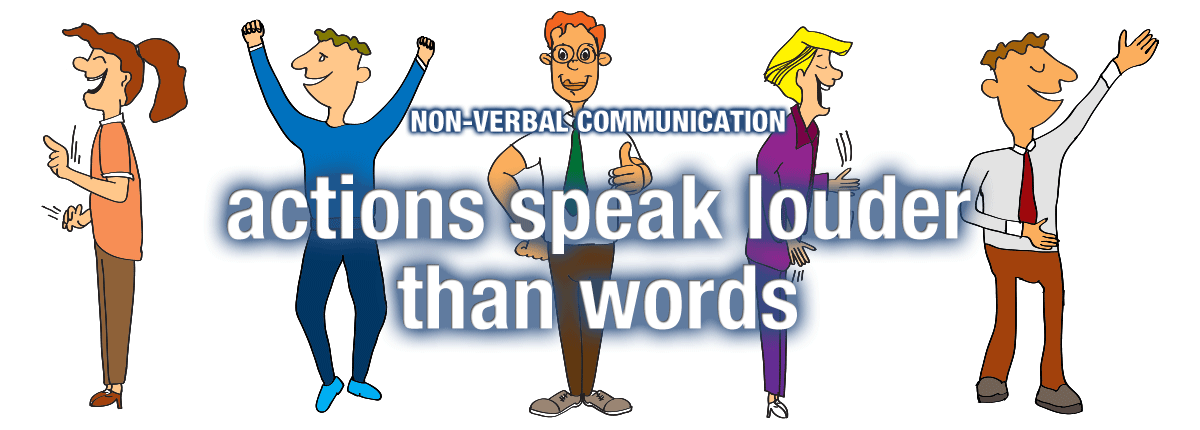 NON-VERBAL COMMUNICATION
actions speak louder
than words